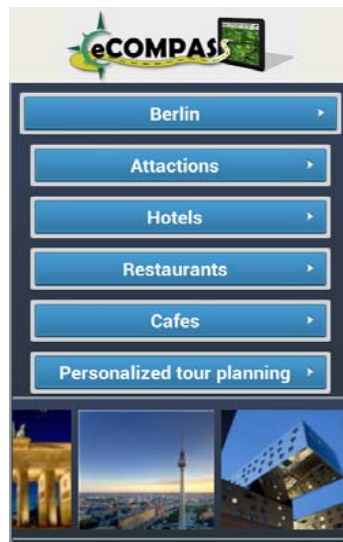 eCOMPASS
Berlin
Attactions
Hotels
Restaurants
Cafes
Personalized tour planning